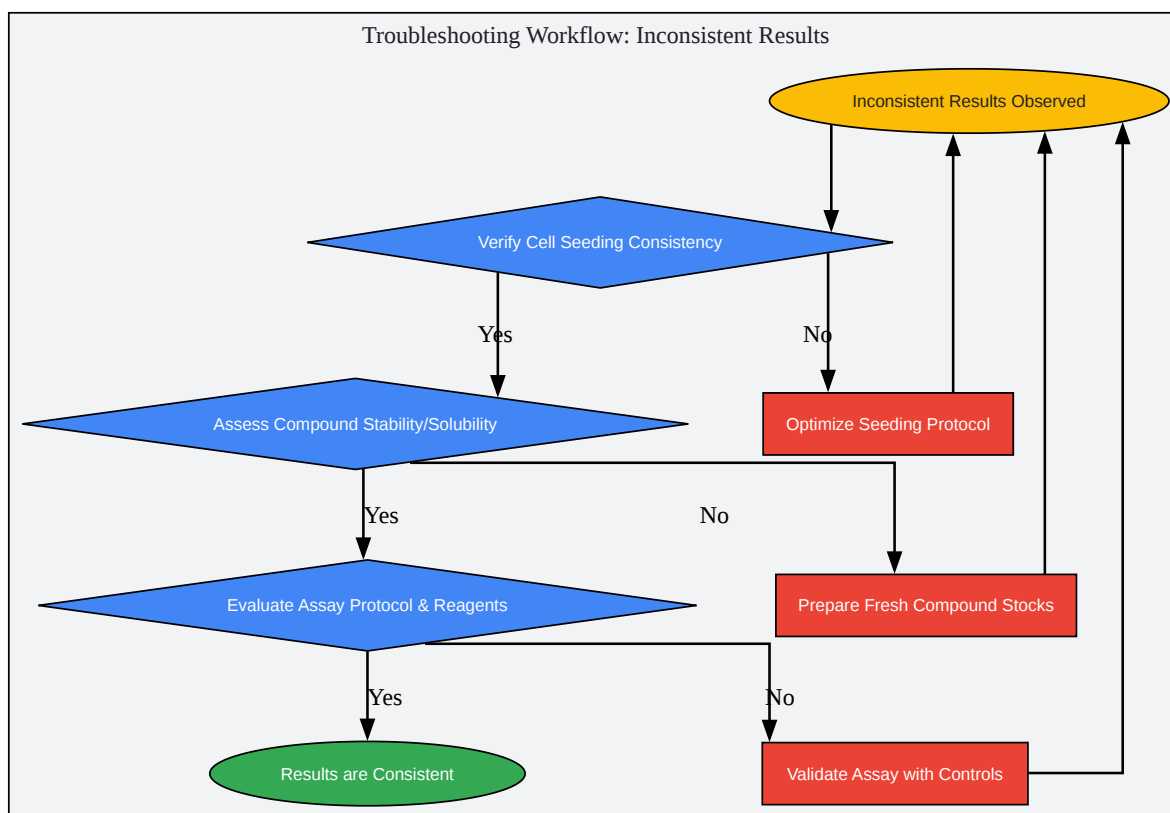 Troubleshooting Workflow: Inconsistent Results
Inconsistent Results Observed
Verify Cell Seeding Consistency
Yes
No
Assess Compound Stability/Solubility
Optimize Seeding Protocol
Yes
No
Evaluate Assay Protocol & Reagents
Prepare Fresh Compound Stocks
Yes
No
Results are Consistent
Validate Assay with Controls